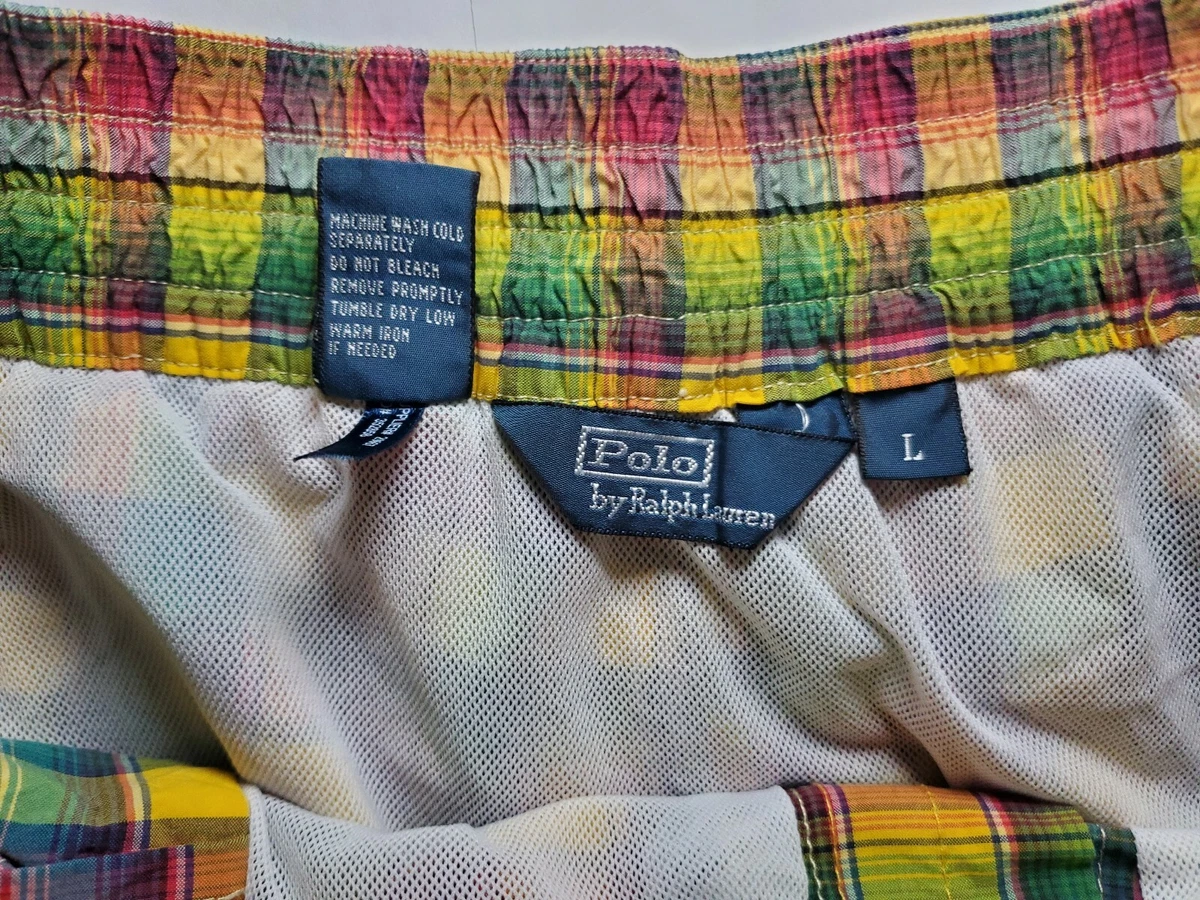 MACHINE WASH COLD
SEPARATELY
DO NOT BLEACH
REMOVE PROMPTLY
TUMBLE DRY LOW
WARM IRON
IF NEEDED
Polo
by Ralph Lauren
L